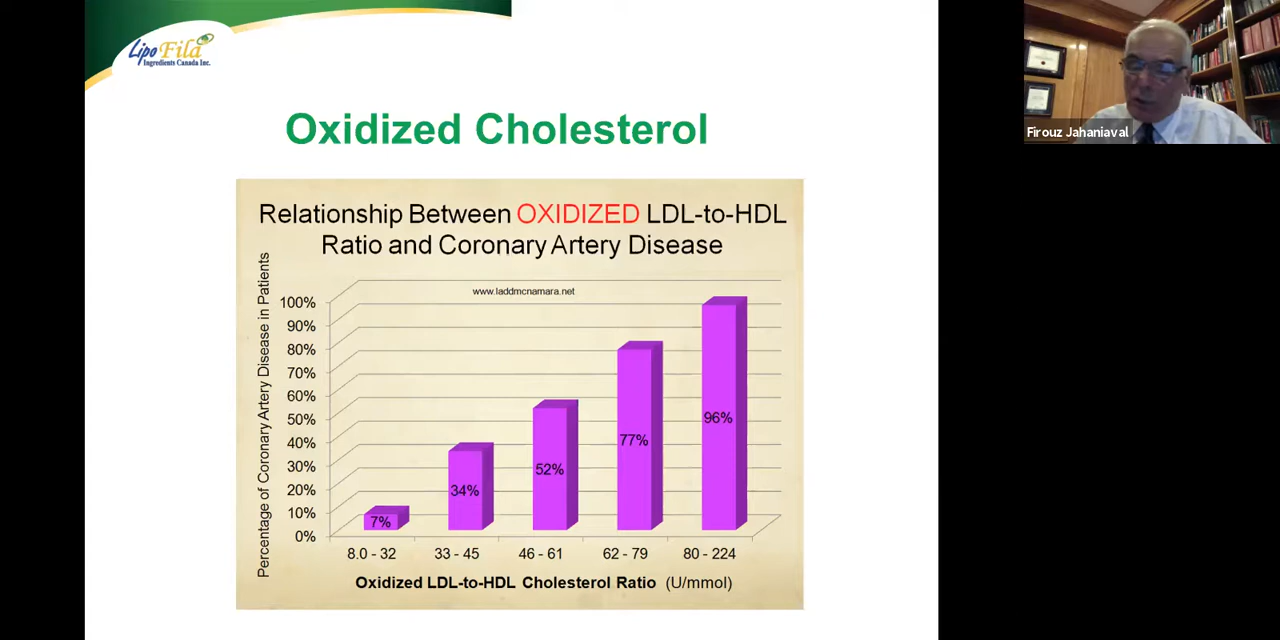 Lipo Fila
Ingredients Canada Inc.
Firouz Jahaniaval
Oxidized Cholesterol
Relationship Between OXIDIZED LDL-to-HDL
Ratio and Coronary Artery Disease
www.laddmcnamara.net
Percentage of Coronary Artery Disease in Patients
100%
90%
80%
70%
60%
50%
40%
30%
20%
10%
0%
7%
34%
52%
77%
96%
8.0 - 32
33 - 45
46 - 61
62 - 79
80 - 224
Oxidized LDL-to-HDL Cholesterol Ratio (U/mmol)